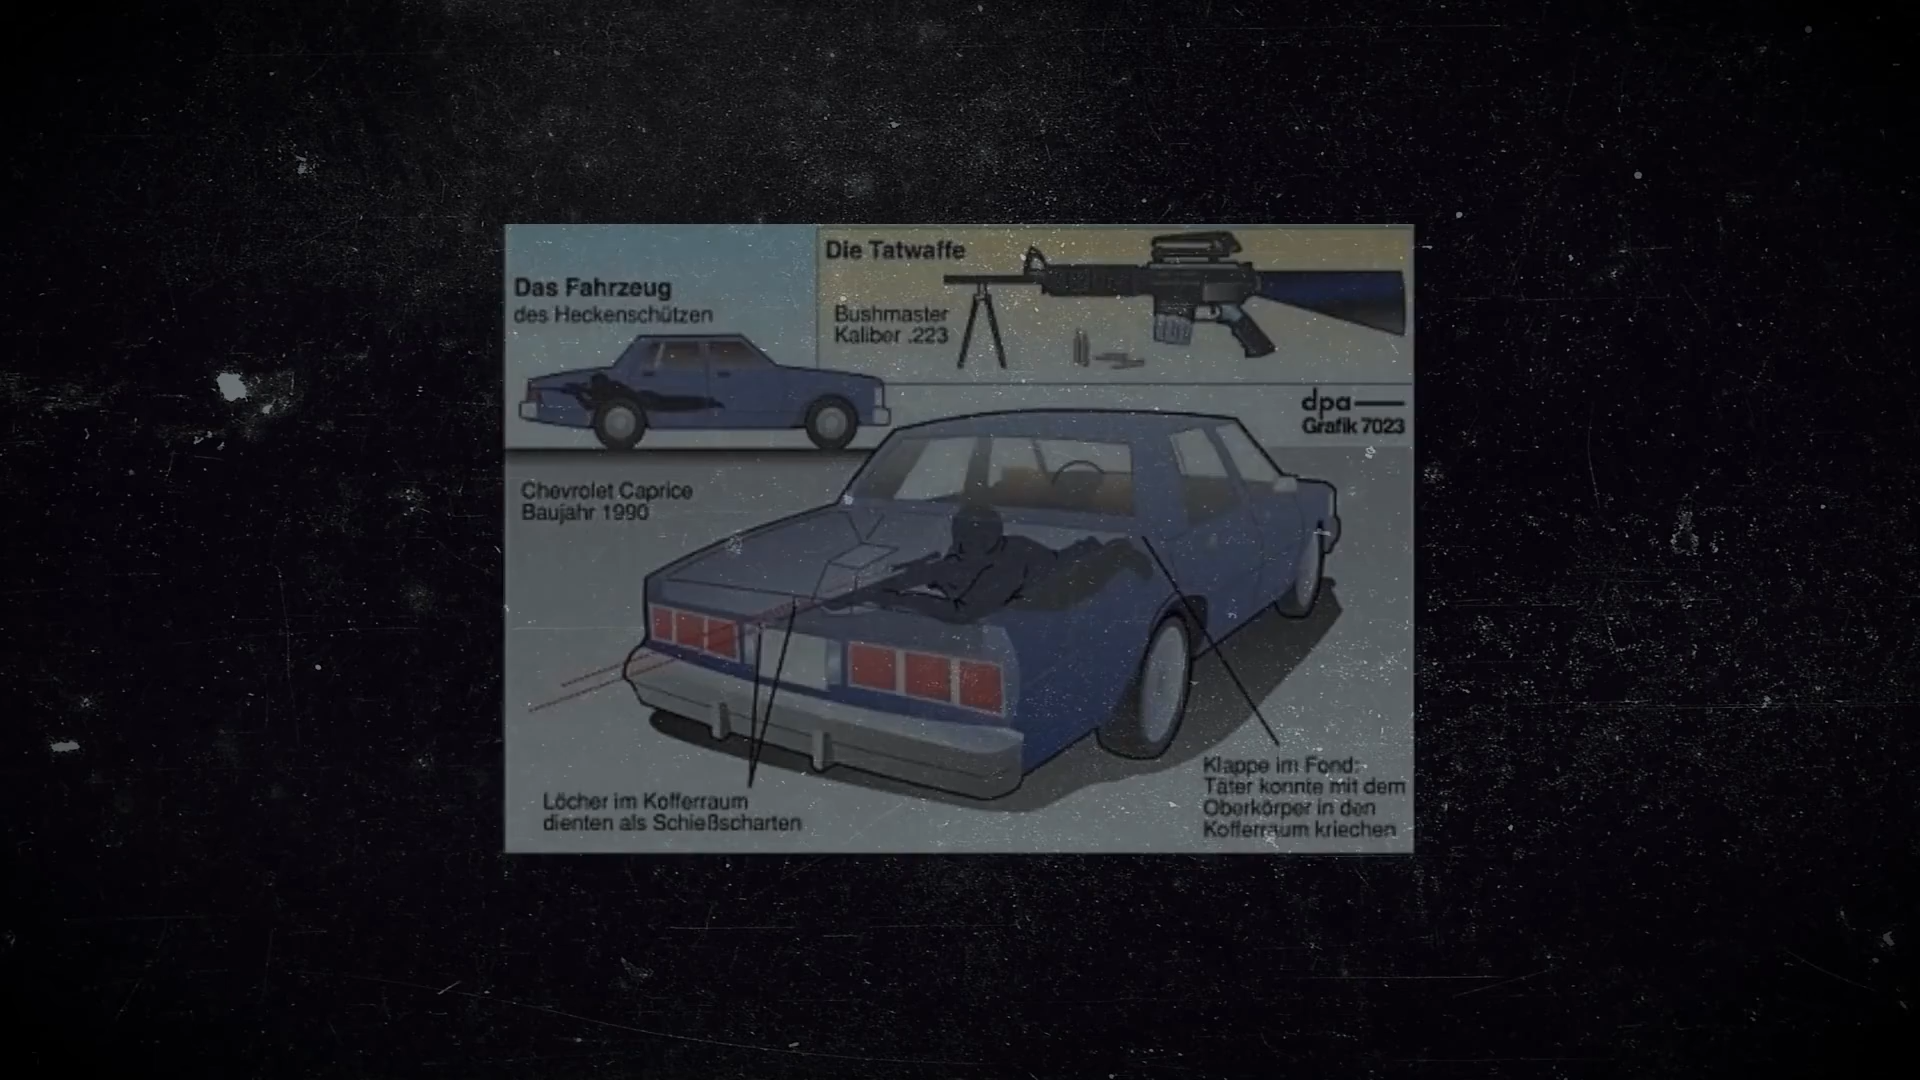 Das Fahrzeug
des Heckenschützen
Die Tatwaffe
Bushmaster
Kaliber .223
dpa
Grafik 7023
Chevrolet Caprice
Baujahr 1990
Löcher im Kofferraum
dienten als Schießscharten
Klappe im Fond:
Täter konnte mit dem
Oberkörper in den
Kofferraum kriechen